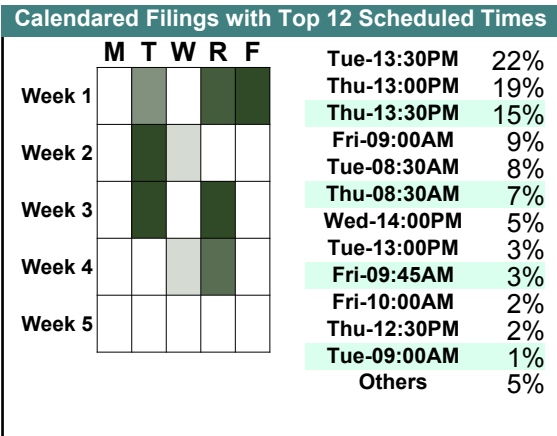 Calendared Filings with Top 12 Scheduled Times
M T W R F
Week 1
Week 2
Week 3
Week 4
Week 5
Tue-13:30PM 22%
Thu-13:00PM 19%
Thu-13:30PM 15%
Fri-09:00AM 9%
Tue-08:30AM 8%
Thu-08:30AM 7%
Wed-14:00PM 5%
Tue-13:00PM 3%
Fri-09:45AM 3%
Fri-10:00AM 2%
Thu-12:30PM 2%
Tue-09:00AM 1%
Others 5%